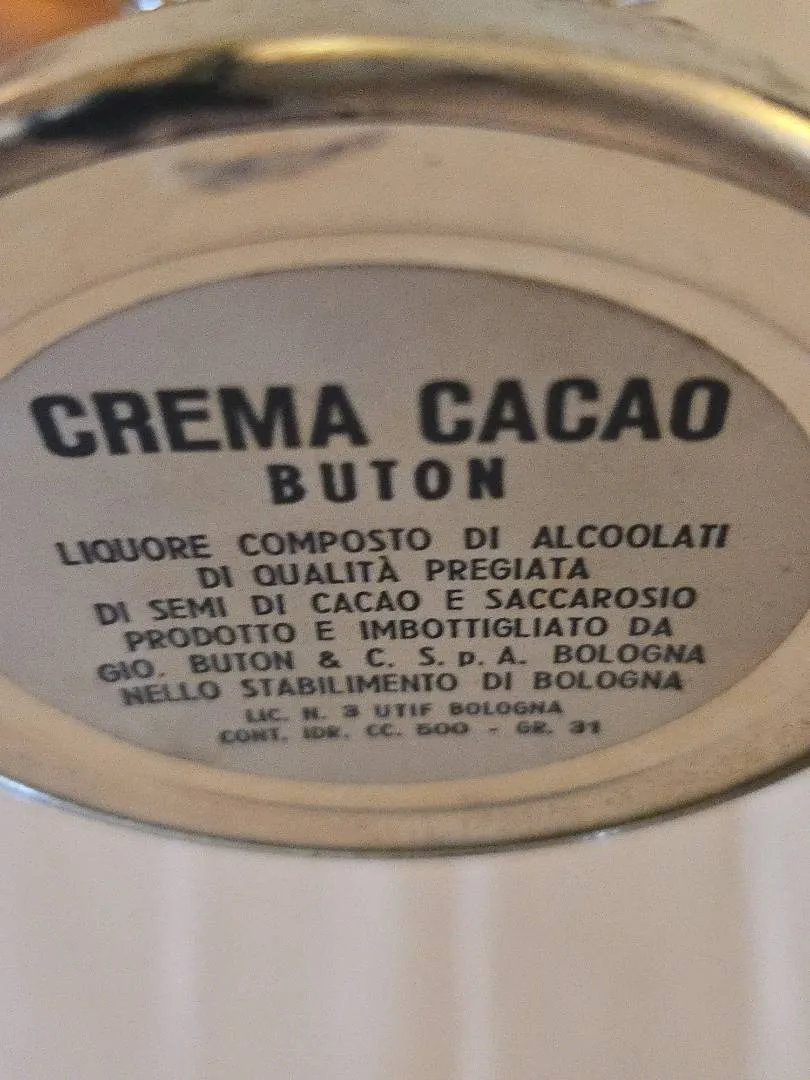 CREMA CACAO
BUTON
LIQUORE COMPOSTO DI ALCOOLATI
DI QUALITÀ PREGIATA
DI SEMI DI CACAO E SACCAROSIO
PRODOTTO E IMBOTTIGLIATO DA
GIO. BUTON & C. S. p. A. BOLOGNA
NELLO STABILIMENTO DI BOLOGNA
LIC. N. 3 UTIF BOLOGNA
CONT. IDR. CC. 500 - GR. 31